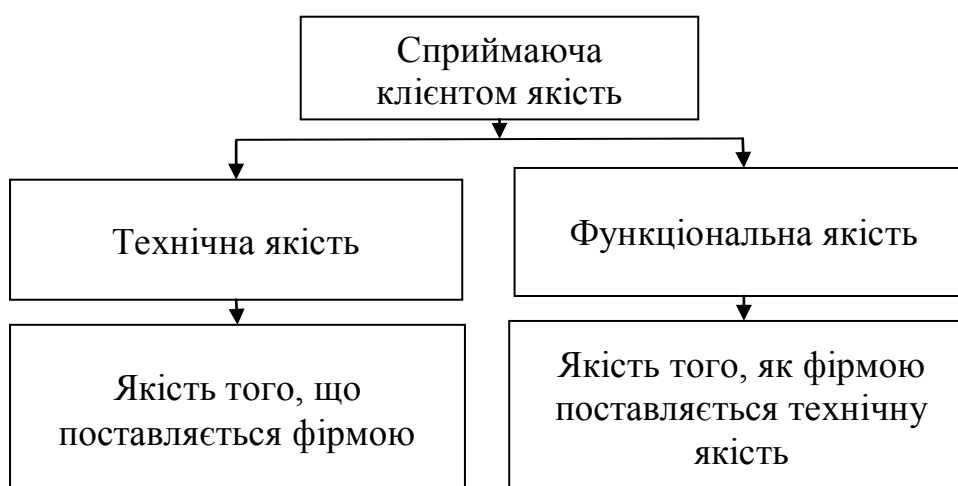 Сприймаюча
клієнтом якість
Технічна якість
Функціональна якість
Якість того, що
поставляється фірмою
Якість того, як фірмою
поставляється технічну
якість